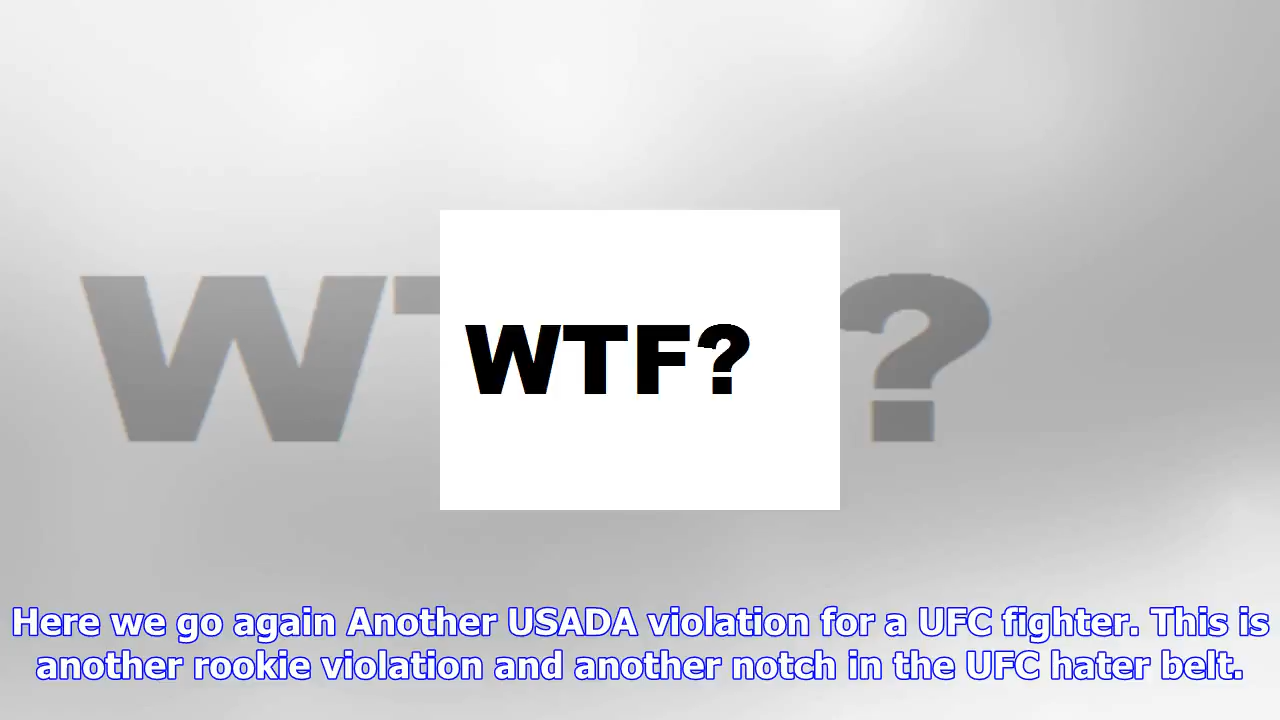 WTF?
WT ?
Here we go again Another USADA violation for a UFC fighter. This is
another rookie violation and another notch in the UFC hater belt.